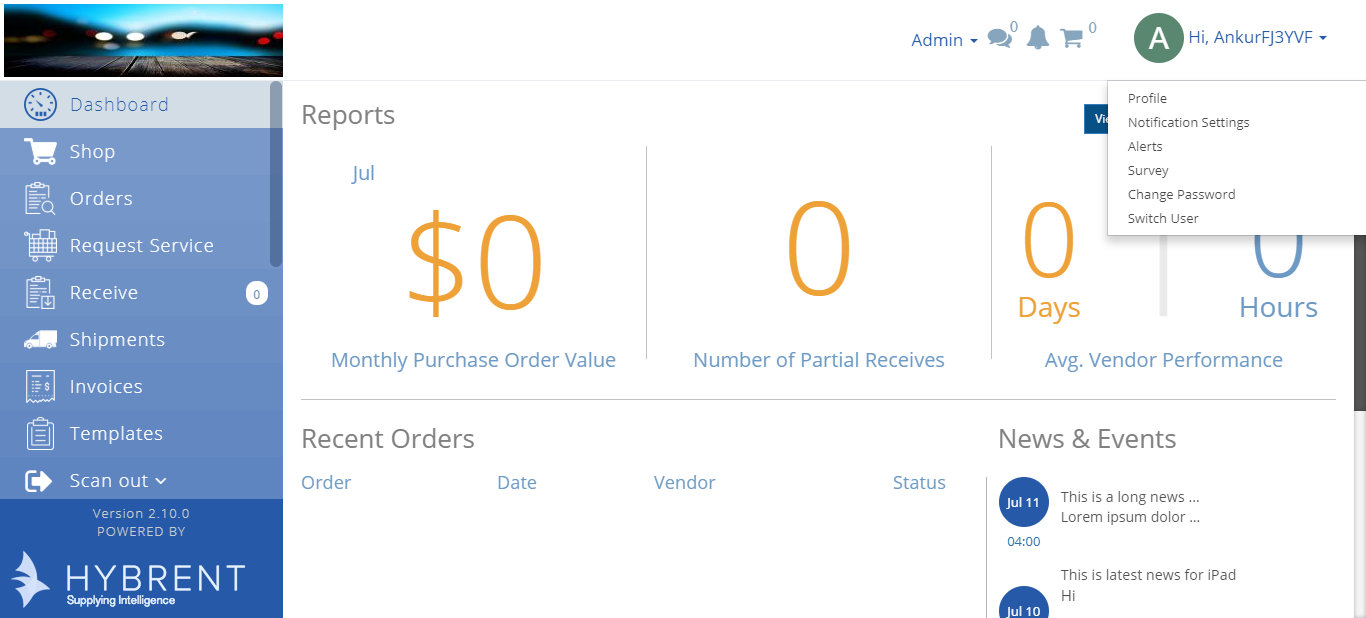 Admin
0
0
A
Hi, AnkurFJ3YVF
Profile
Notification Settings
Alerts
Survey
Change Password
Switch User
Dashboard
Shop
Orders
Request Service
Receive
0
Shipments
Invoices
Templates
Scan out
Version 2.10.0
POWERED BY
HYBRENT
Supplying Intelligence
Reports
Jul
$0
Monthly Purchase Order Value
0
Number of Partial Receives
0
Days
0
Hours
Avg. Vendor Performance
Recent Orders
Order Date Vendor Status
News & Events
Jul 11
04:00
This is a long news ...
Lorem ipsum dolor ...
Jul 10
This is latest news for iPad
Hi